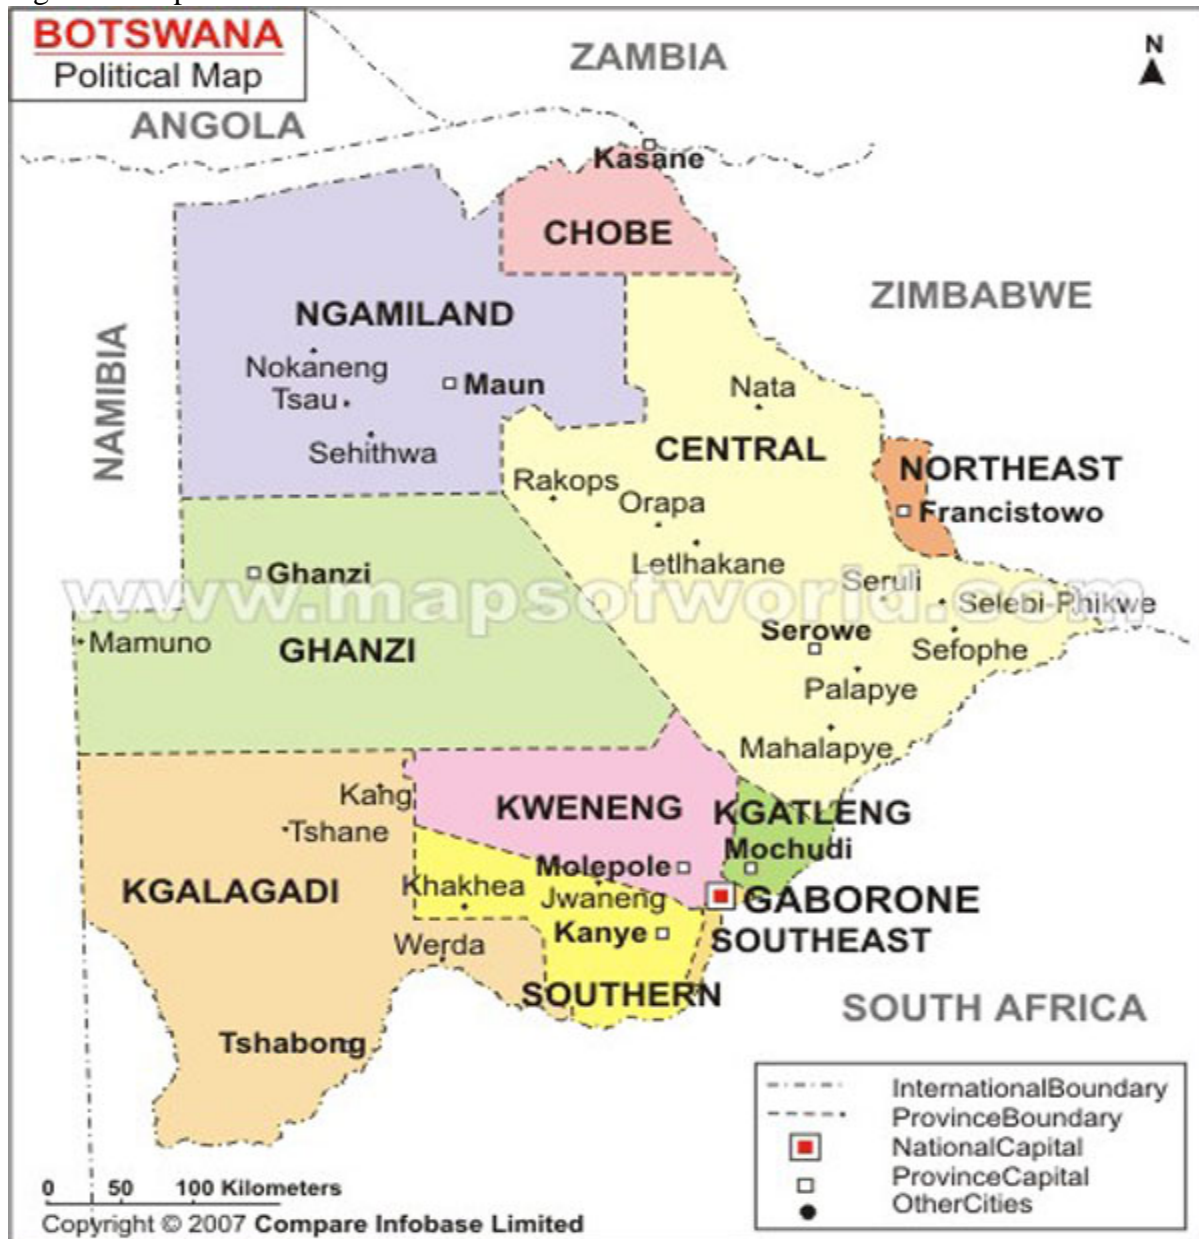 BOTSWANA
Political Map
ZAMBIA
N
ANGOLA
Kasane
CHOBE
ZIMBABWE
NAMIBIA
NGAMILAND
Nokaneng
Tsau
Maun
Sehithwa
Nata
CENTRAL
NORTHEAST
Francistowo
Rakops
Orapa
Letlhakane
Ghanzi
www.mapsofworld.com
Seruli
Selebi-Phikwe
Mamuno
GHANZI
Serowe
Sefophe
Palapye
Mahalapye
Kang
Tshane
KWENENG
KGATLENG
Mochudi
Molepole
KGALAGADI
Khakhea
Jwaneng
GABORONE
Kanye
SOUTHEAST
Werda
SOUTHERN
SOUTH AFRICA
Tshabong
InternationalBoundary
ProvinceBoundary
NationalCapital
ProvinceCapital
OtherCities
0 50 100 Kilometers
Copyright © 2007 Compare Infobase Limited